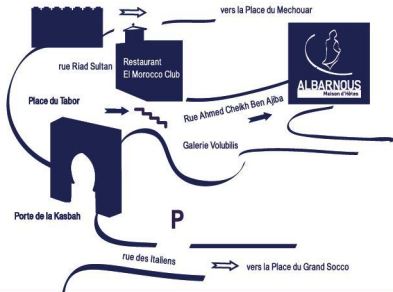 vers la Place du Mechouar
Restaurant
El Morocco Club
rue Riad Sultan
ALBARNOUS
Maison d'Hôtes
Place du Tabor
Rue Ahmed Cheikh Ben Ajiba
Galerie Volubilis
Porte de la Kasbah
P
rue des Italiens
vers la Place du Grand Socco